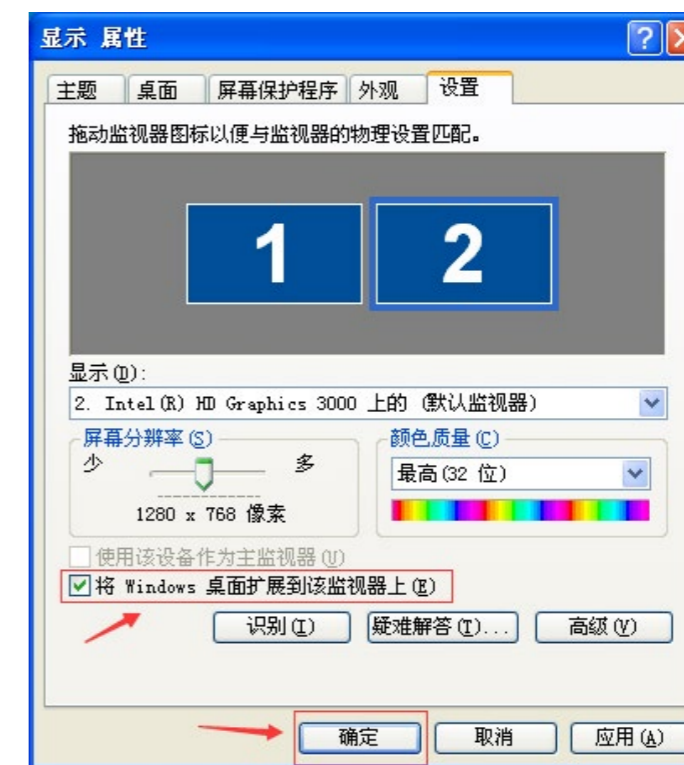 显示 属性
主题 桌面 屏幕保护程序 外观 设置
拖动监视器图标以便与监视器的物理设置匹配。
1 2
显示(D):
2. Intel(R) HD Graphics 3000 上的 (默认监视器)
屏幕分辨率(S) 颜色质量(C)
少 多 最高(32 位)
1280 x 768 像素
使用该设备作为主监视器(U)
将 Windows 桌面扩展到该监视器上(E)
识别(I) 疑难解答(T)... 高级(V)
确定 取消 应用(A)